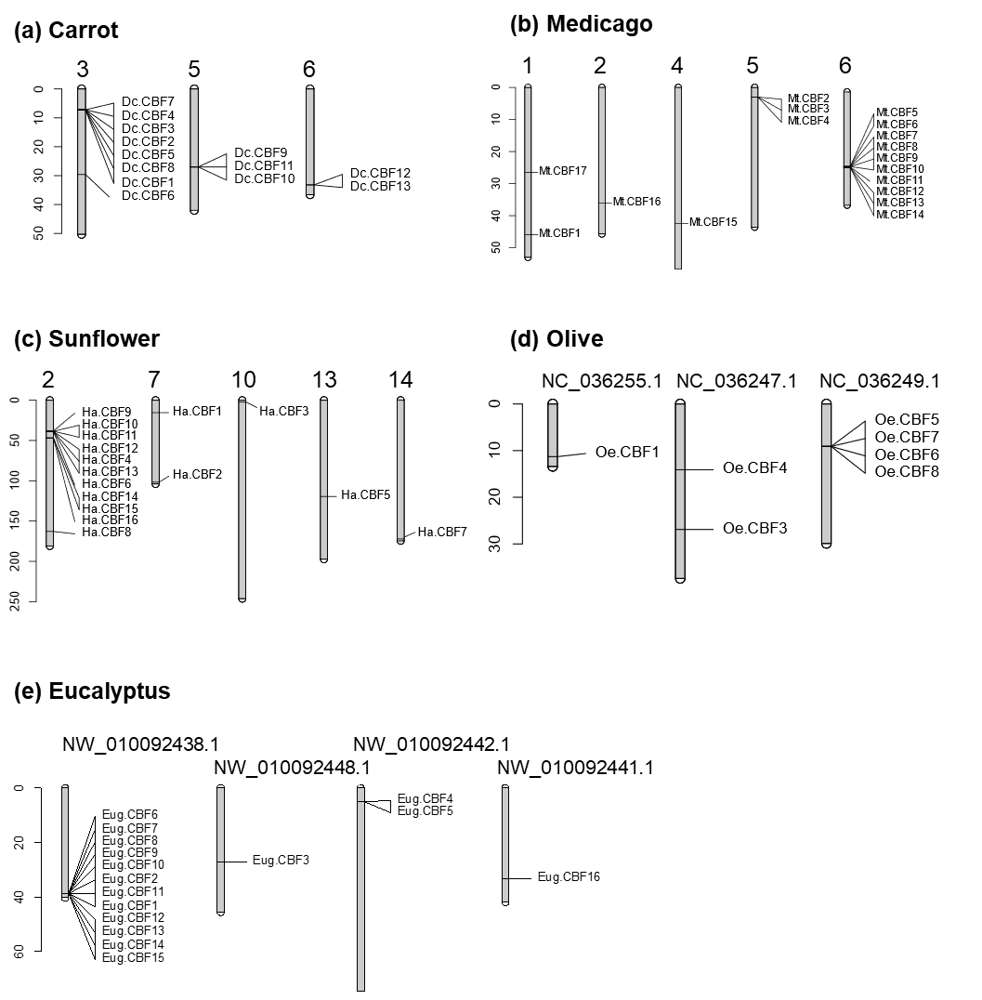 (a) Carrot
3 5 6
0
10
20
30
40
50
Dc.CBF7
Dc.CBF4
Dc.CBF3
Dc.CBF2
Dc.CBF5
Dc.CBF8
Dc.CBF1
Dc.CBF6
Dc.CBF9
Dc.CBF11
Dc.CBF10
Dc.CBF12
Dc.CBF13
(b) Medicago
1 2 4 5 6
0
10
20
30
40
50
Mt.CBF17
Mt.CBF1
Mt.CBF16
Mt.CBF15
Mt.CBF2
Mt.CBF3
Mt.CBF4
Mt.CBF5
Mt.CBF6
Mt.CBF7
Mt.CBF8
Mt.CBF9
Mt.CBF10
Mt.CBF11
Mt.CBF12
Mt.CBF13
Mt.CBF14
(c) Sunflower
2 7 10 13 14
0
50
100
150
200
250
Ha.CBF9
Ha.CBF10
Ha.CBF11
Ha.CBF12
Ha.CBF4
Ha.CBF13
Ha.CBF6
Ha.CBF14
Ha.CBF15
Ha.CBF16
Ha.CBF8
Ha.CBF1
Ha.CBF2
Ha.CBF3
Ha.CBF5
Ha.CBF7
(d) Olive
NC_036255.1 NC_036247.1 NC_036249.1
0
10
20
30
Oe.CBF1
Oe.CBF4
Oe.CBF3
Oe.CBF5
Oe.CBF7
Oe.CBF6
Oe.CBF8
(e) Eucalyptus
NW_010092438.1 NW_010092442.1
NW_010092448.1 NW_010092441.1
0
20
40
60
Eug.CBF6
Eug.CBF7
Eug.CBF8
Eug.CBF9
Eug.CBF10
Eug.CBF2
Eug.CBF11
Eug.CBF1
Eug.CBF12
Eug.CBF13
Eug.CBF14
Eug.CBF15
Eug.CBF3
Eug.CBF4
Eug.CBF5
Eug.CBF16